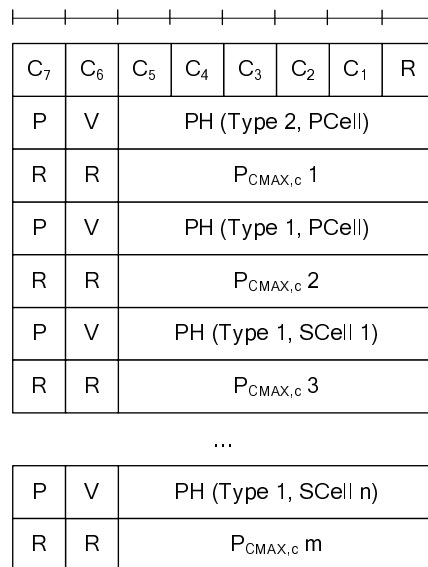 C7 C6 C5 C4 C3 C2 C1 R
P V PH (Type 2, PCell)
R R PCMAX,c 1
P V PH (Type 1, PCell)
R R PCMAX,c 2
P V PH (Type 1, SCell 1)
R R PCMAX,c 3
...
P V PH (Type 1, SCell n)
R R PCMAX,c m